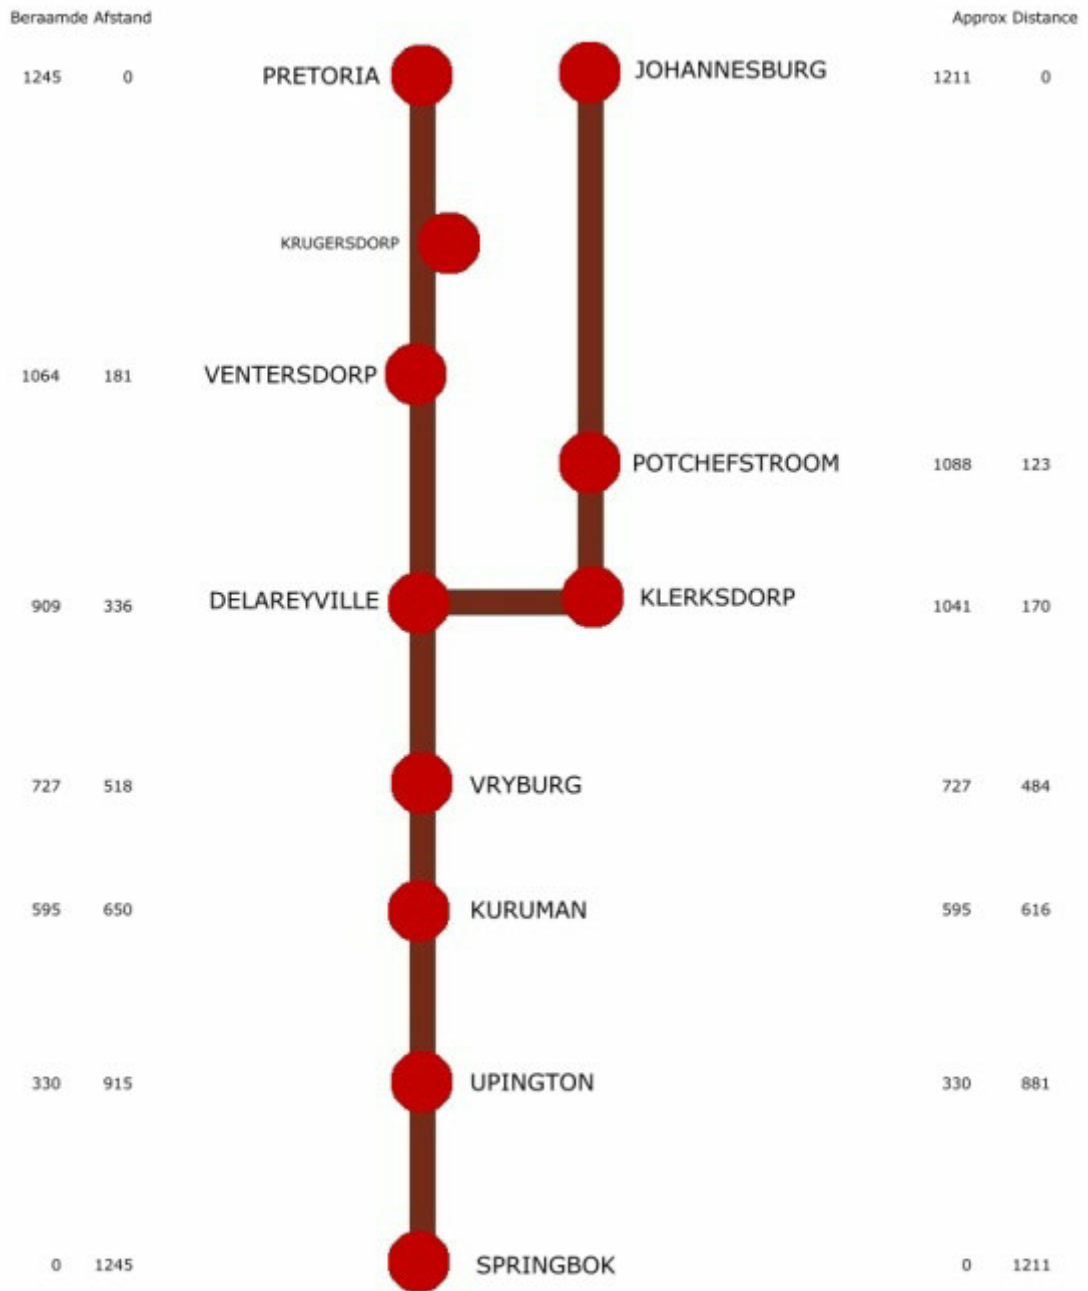 Beraamde Afstand Approx Distance
1245 0 PRETORIA JOHANNESBURG 1211 0
KRUGERSDORP
1064 181 VENTERSDORP
POTCHEFSTROOM 1088 123
909 336 DELAREYVILLE KLERKSDORP 1041 170
727 518 VRYBURG 727 484
595 650 KURUMAN 595 616
330 915 UPINGTON 330 881
0 1245 SPRINGBOK 0 1211